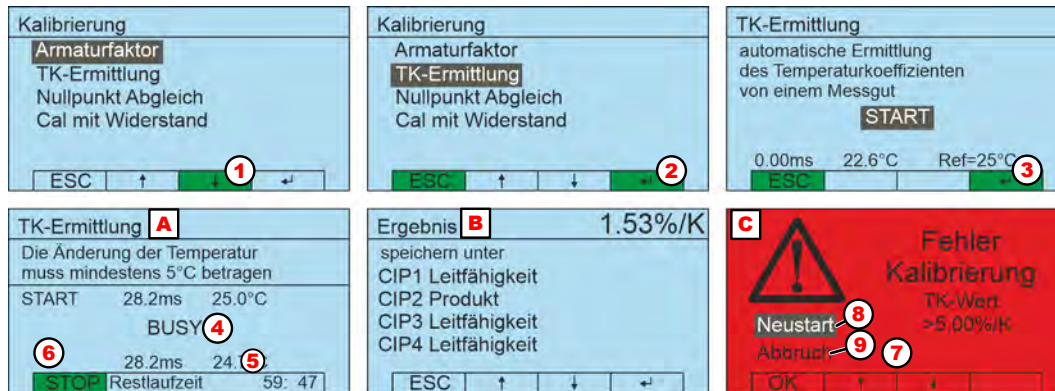 Kalibrierung
Armaturfaktor
TK-Ermittlung
Nullpunkt Abgleich
Cal mit Widerstand
ESC ↑ ↓ 1 ↵
Kalibrierung
Armaturfaktor
TK-Ermittlung
Nullpunkt Abgleich
Cal mit Widerstand
ESC ↑ ↓ ↵ 2
TK-Ermittlung
automatische Ermittlung
des Temperaturkoeffizienten
von einem Messgut
START
0.00ms 22.6°C Ref=25°C
ESC ↵ 3
TK-Ermittlung A
Die Änderung der Temperatur
muss mindestens 5°C betragen
START 28.2ms 25.0°C
BUSY 4
6 28.2ms 24. 5
STOP Restlaufzeit 59: 47
Ergebnis B 1.53%/K
speichern unter
CIP1 Leitfähigkeit
CIP2 Produkt
CIP3 Leitfähigkeit
CIP4 Leitfähigkeit
ESC ↑ ↓ ↵
C
Fehler
Kalibrierung
TK-Wert
>5,00%/K
Neustart 8
Abbruch 9 7
OK ↑ ↓